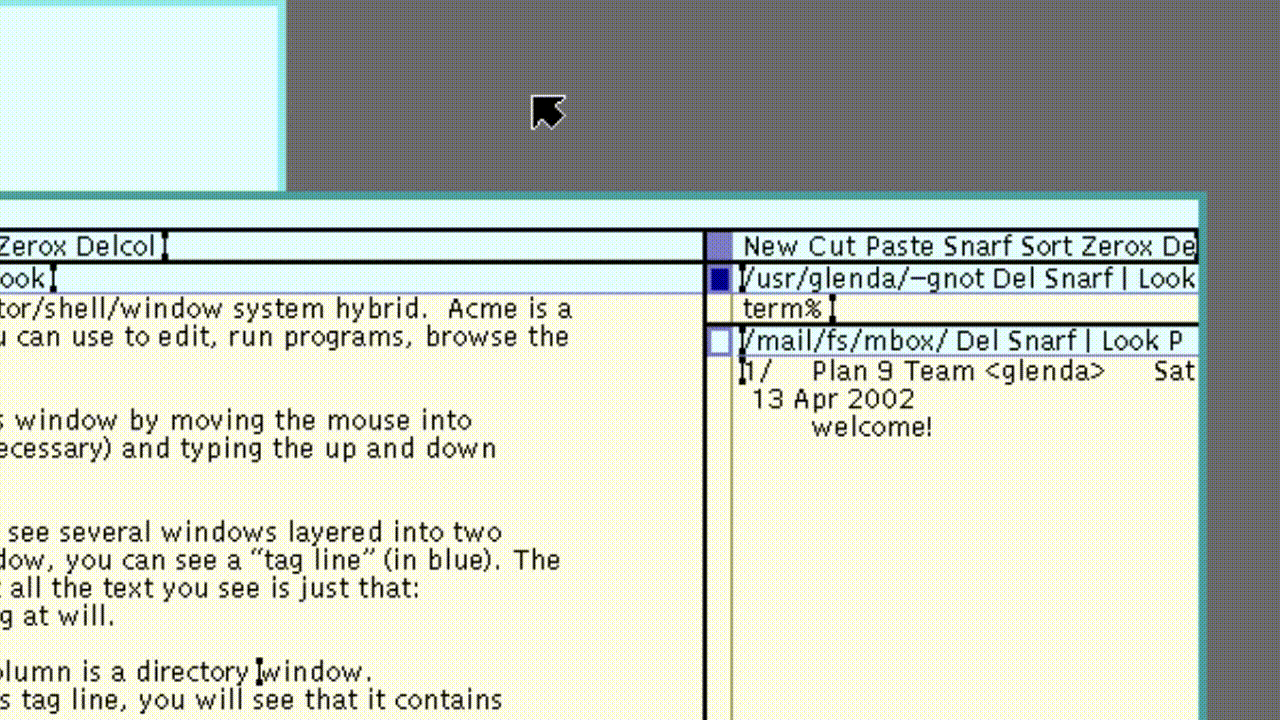 Zerox Delcol
ook
tor/shell/window system hybrid.  Acme is a
u can use to edit, run programs, browse the
s window by moving the mouse into
ecessary) and typing the up and down
see several windows layered into two
dow, you can see a “tag line” (in blue). The
t all the text you see is just that:
g at will.
olumn is a directory window.
s tag line, you will see that it contains
New Cut Paste Snarf Sort Zerox De
/usr/glenda/–gnot Del Snarf | Look
term%
/mail/fs/mbox/ Del Snarf | Look P
1/    Plan 9 Team <glenda>    Sat
13 Apr 2002
welcome!